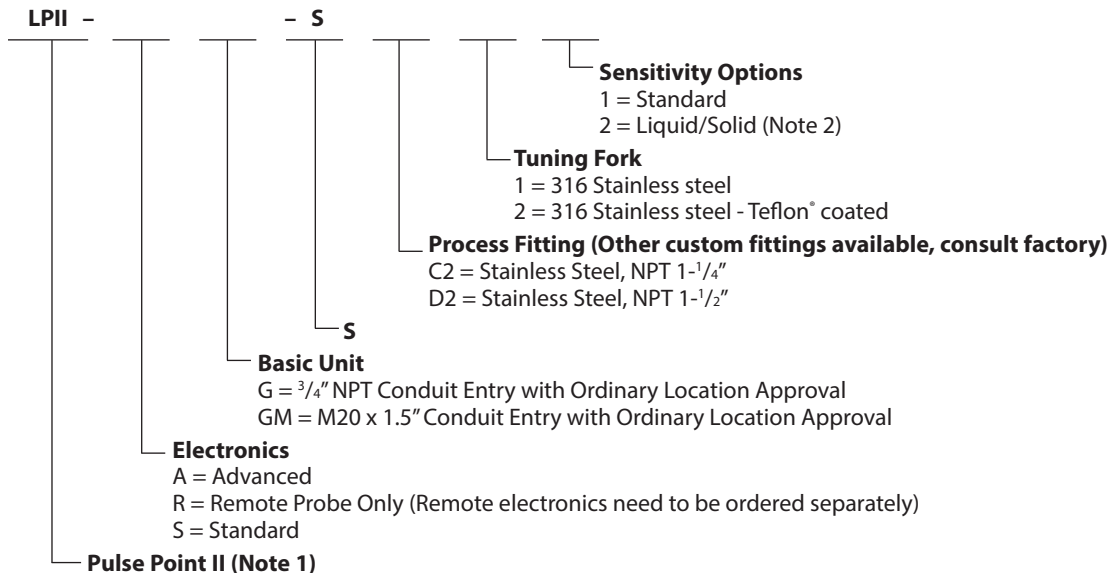 LPII – – S
Sensitivity Options
1 = Standard
2 = Liquid/Solid (Note 2)
Tuning Fork
1 = 316 Stainless steel
2 = 316 Stainless steel - Teflon® coated
Process Fitting (Other custom fittings available, consult factory)
C2 = Stainless Steel, NPT 1-1/4″
D2 = Stainless Steel, NPT 1-1/2″
S
Basic Unit
G = 3/4″ NPT Conduit Entry with Ordinary Location Approval
GM = M20 x 1.5″ Conduit Entry with Ordinary Location Approval
Electronics
A = Advanced
R = Remote Probe Only (Remote electronics need to be ordered separately)
S = Standard
Pulse Point II (Note 1)